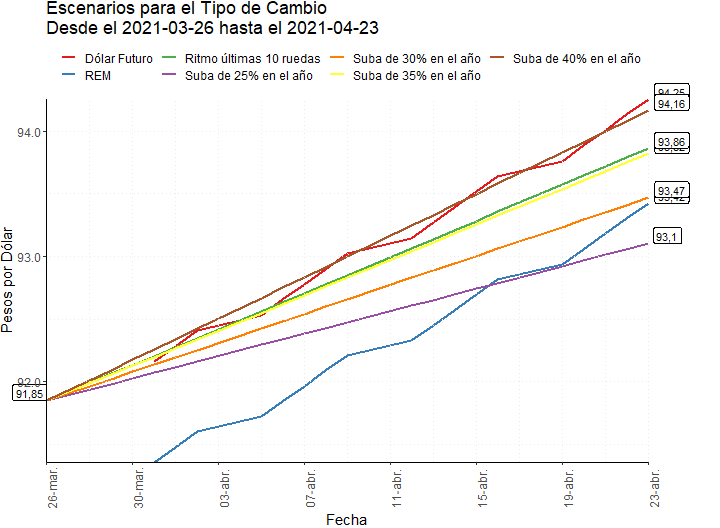 Escenarios para el Tipo de Cambio
Desde el 2021-03-26 hasta el 2021-04-23
Dólar Futuro
Ritmo últimas 10 ruedas
Suba de 30% en el año
Suba de 40% en el año
REM
Suba de 25% en el año
Suba de 35% en el año
94,25
94,16
94.0
93,86
93,47
93,42
93,1
93.0
92.0
91,85
Pesos por Dólar
26-mar.
30-mar.
03-abr.
07-abr.
11-abr.
15-abr.
19-abr.
23-abr.
Fecha